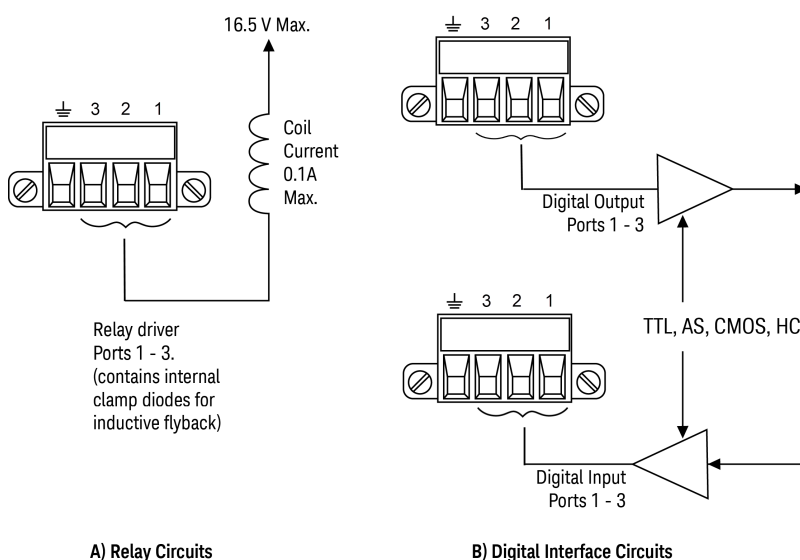 16.5 V Max.
3 2 1
Coil
Current
0.1A
Max.
Relay driver
Ports 1 - 3.
(contains internal
clamp diodes for
inductive flyback)
A) Relay Circuits
3 2 1
Digital Output
Ports 1 - 3
3 2 1
TTL, AS, CMOS, HC
Digital Input
Ports 1 - 3
B) Digital Interface Circuits